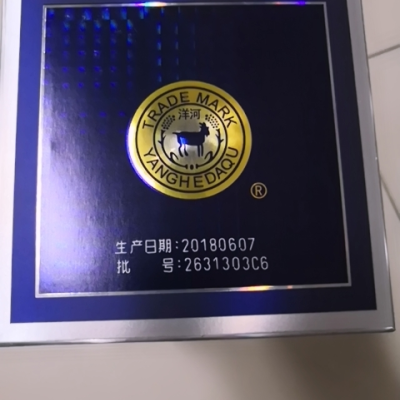 TRADE MARK
洋河
YANGHEDAQU
®
生产日期:20180607
批 号:2631303C6